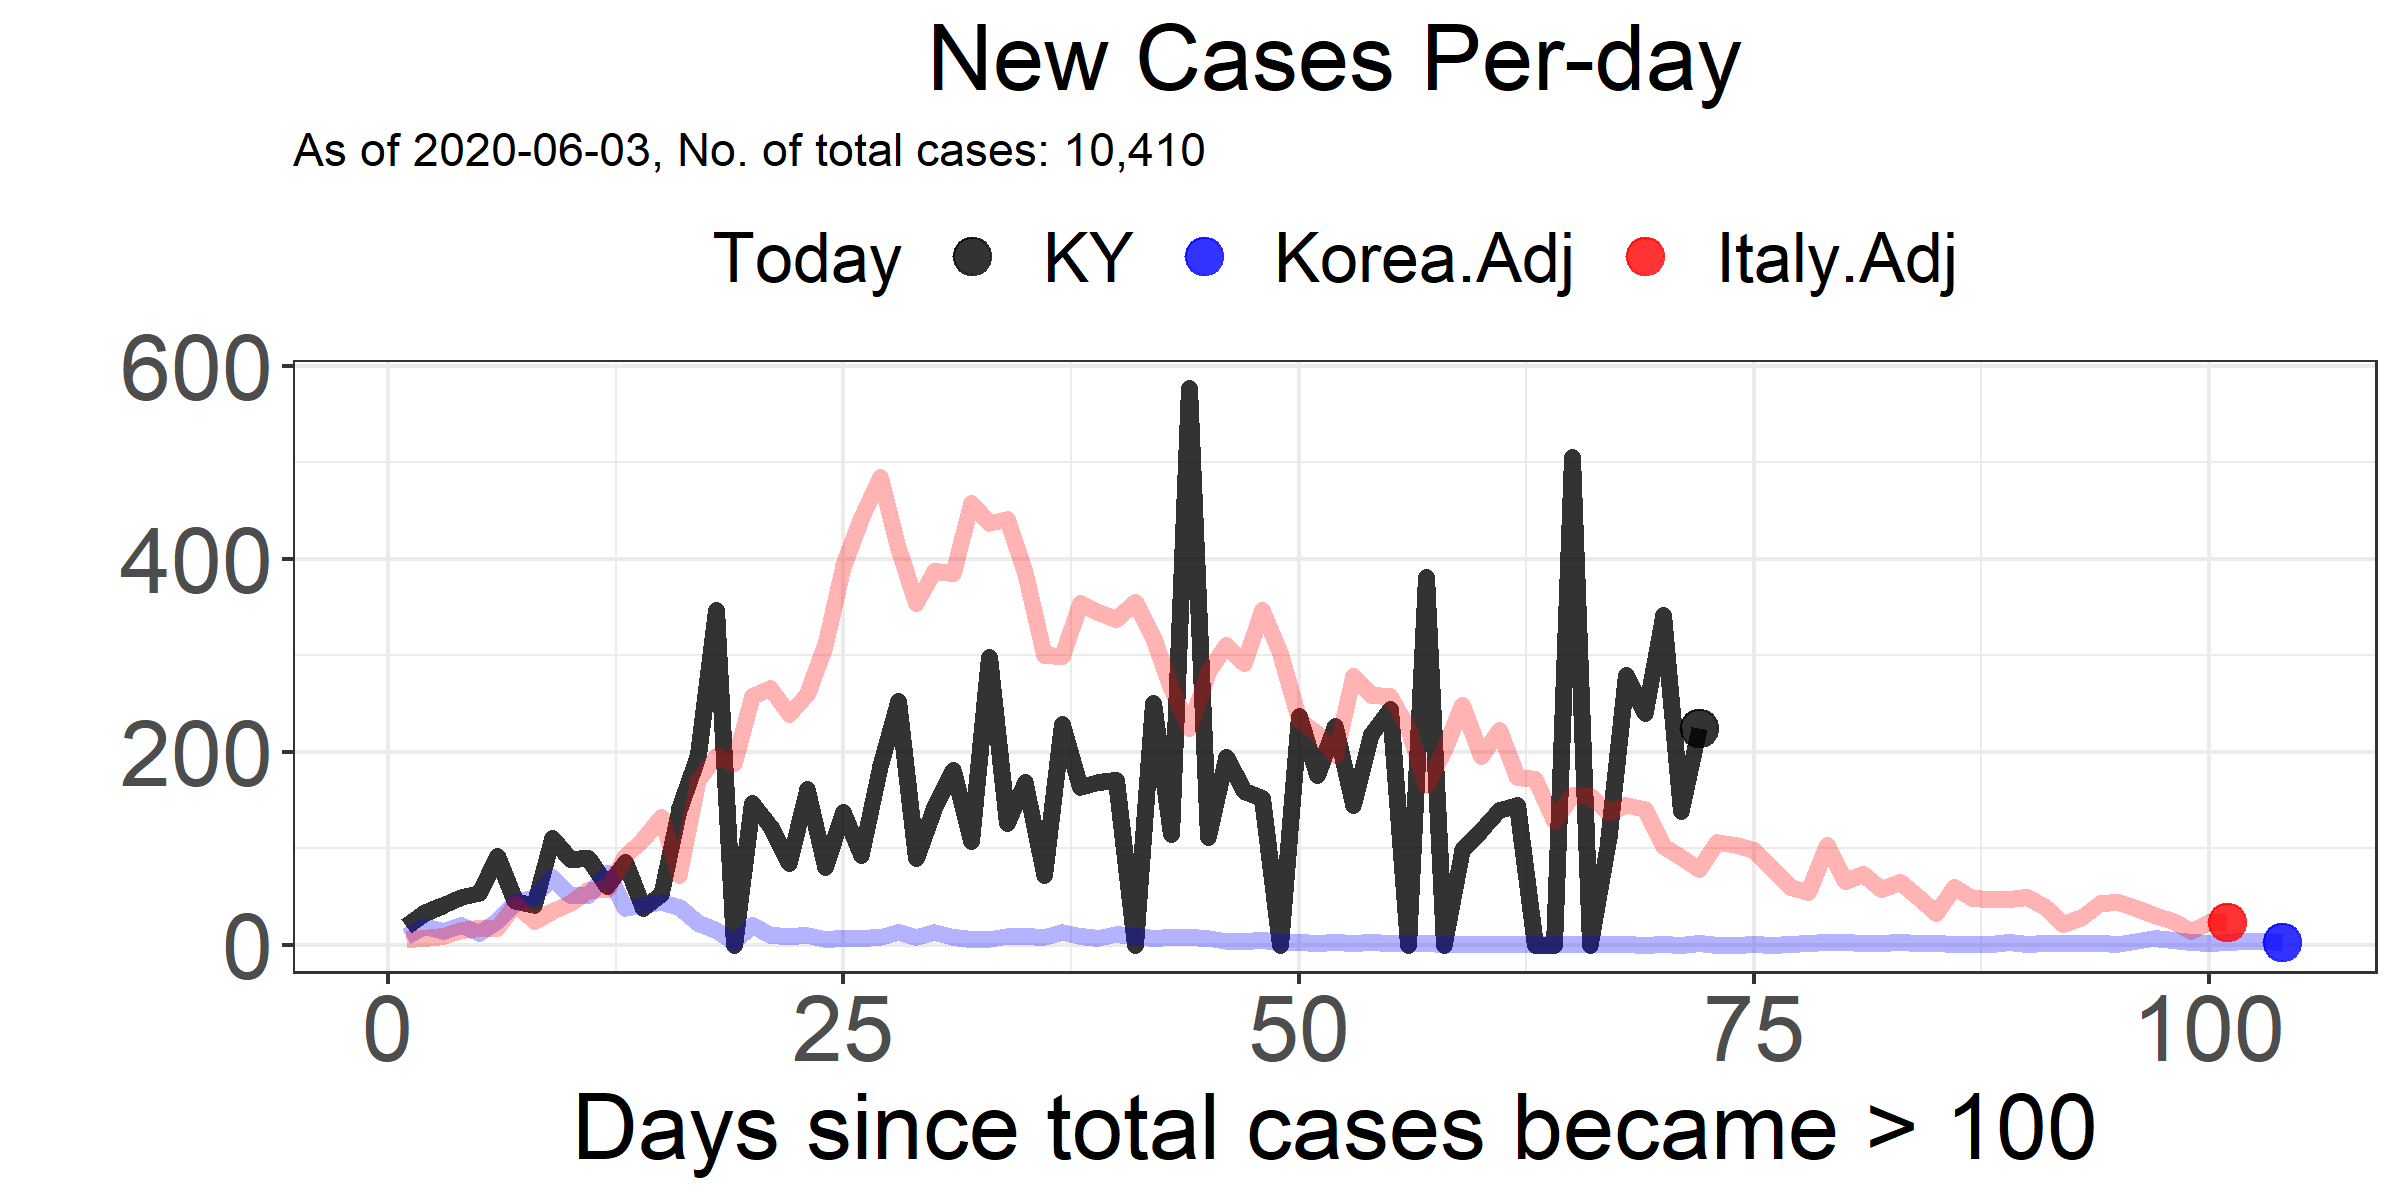 New Cases Per-day
As of 2020-06-03, No. of total cases: 10,410
Today KY Korea.Adj Italy.Adj
600
400
200
0
0 25 50 75 100
Days since total cases became > 100